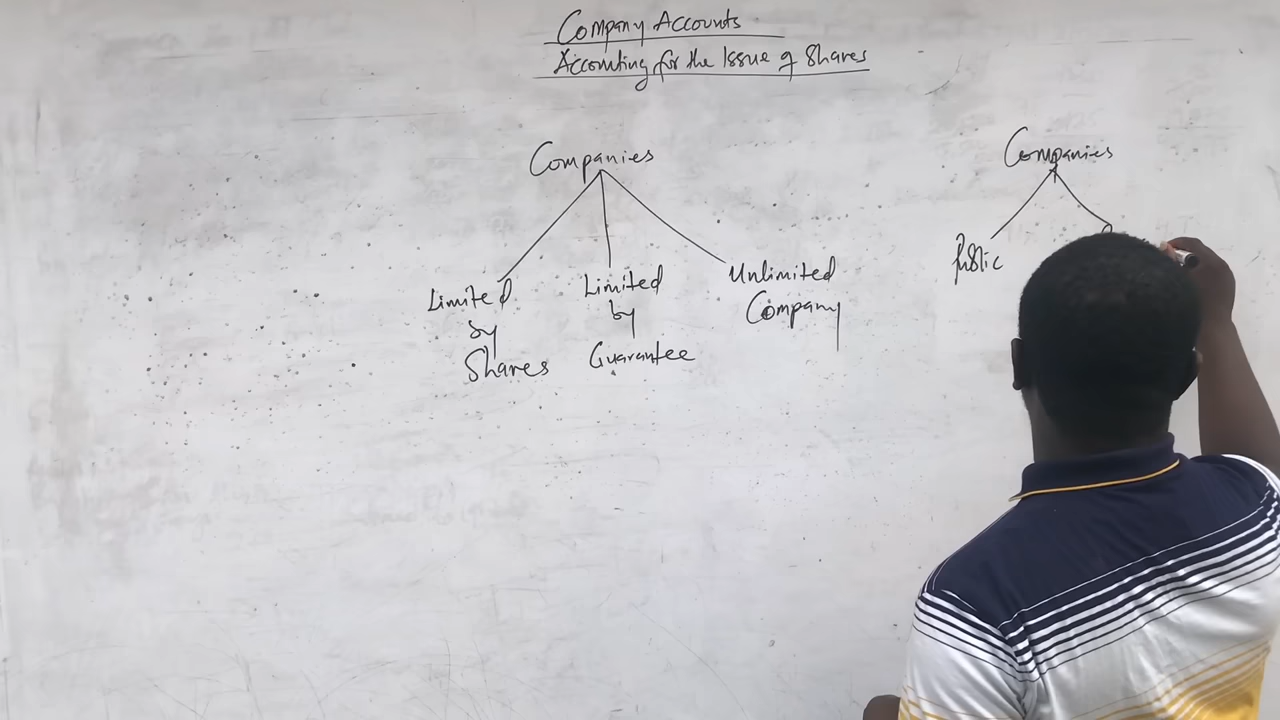 Company Accounts
Accounting for the Issue of Shares
Companies
Limited
by
Shares
Limited
by
Guarantee
Unlimited
Company
Companies
Public